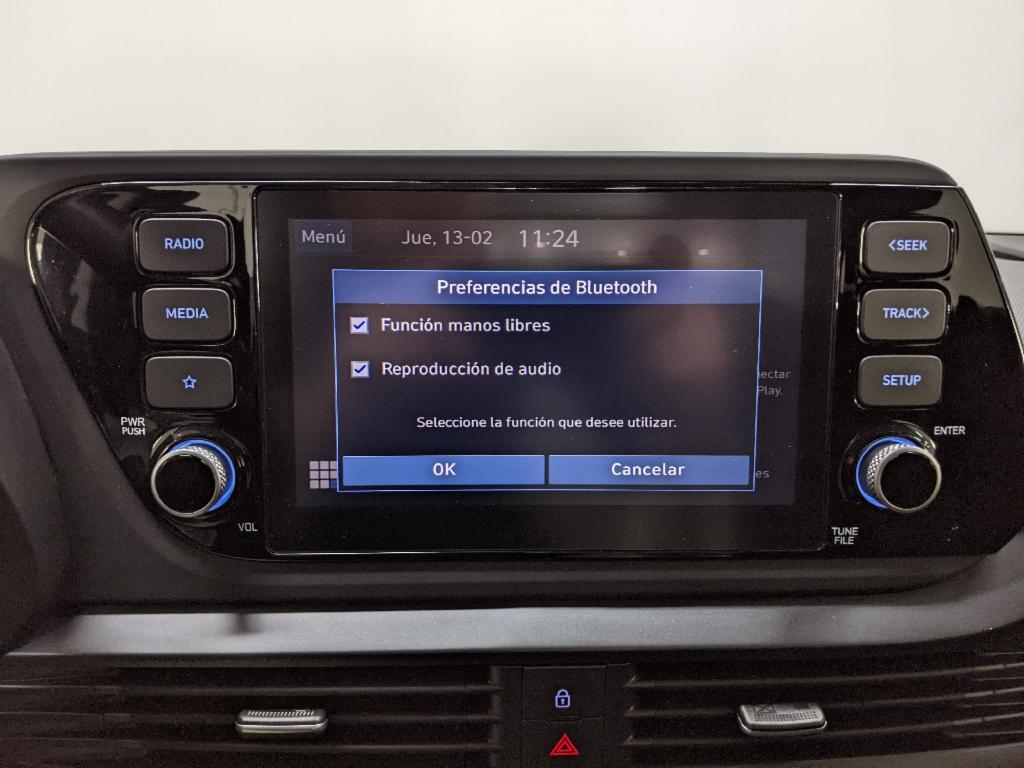 RADIO
MEDIA
PWR
PUSH
VOL
Menú
Jue, 13-02
11:24
Preferencias de Bluetooth
Función manos libres
Reproducción de audio
Seleccione la función que desee utilizar.
OK
Cancelar
Play.
<SEEK
TRACK>
SETUP
ENTER
TUNE
FILE